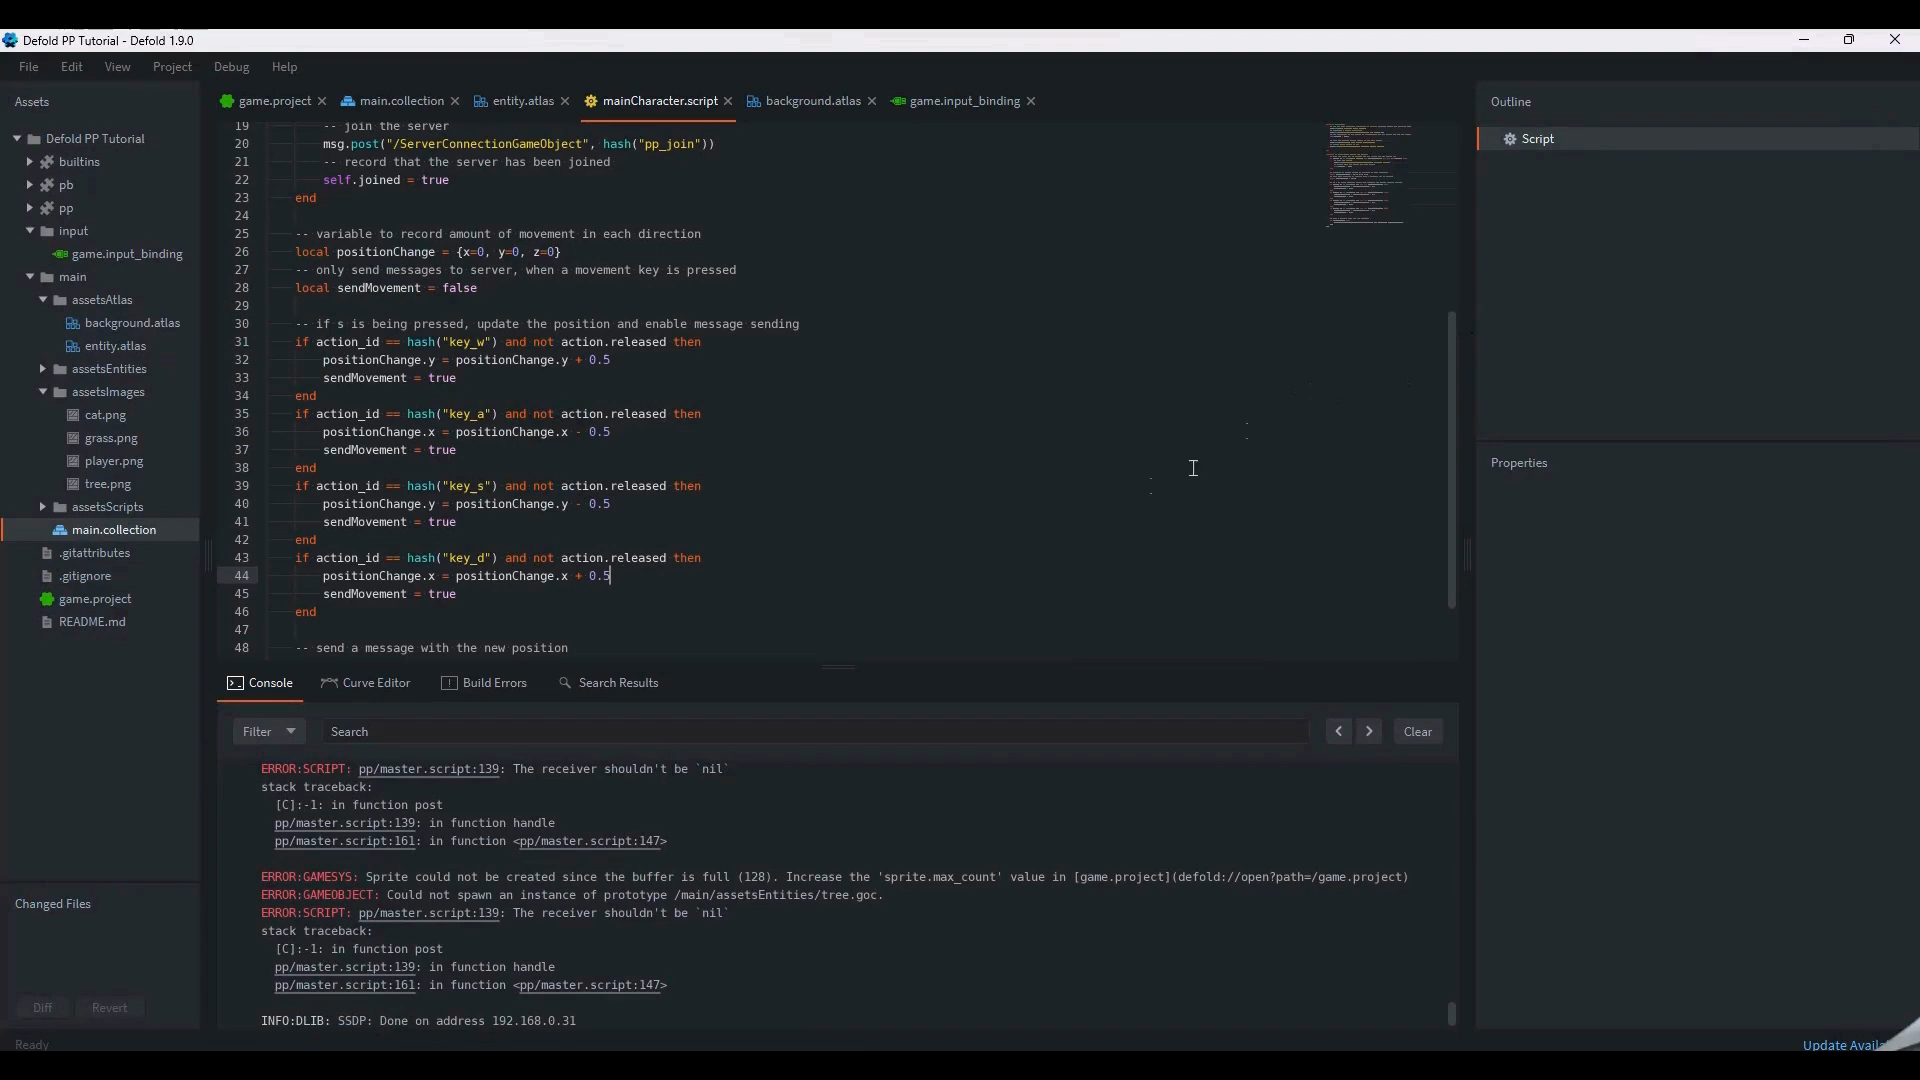 Defold PP Tutorial - Defold 1.9.0
File Edit View Project Debug Help
Assets
Defold PP Tutorial
builtins
pb
pp
input
game.input_binding
main
assetsAtlas
background.atlas
entity.atlas
assetsEntities
assetsImages
cat.png
grass.png
player.png
tree.png
assetsScripts
main.collection
.gitattributes
.gitignore
game.project
README.md
Changed Files
Diff Revert
Ready
game.project main.collection entity.atlas mainCharacter.script background.atlas game.input_binding
19 -- join the server
20 msg.post("/ServerConnectionGameObject", hash("pp_join"))
21 -- record that the server has been joined
22 self.joined = true
23 end
24
25 -- variable to record amount of movement in each direction
26 local positionChange = {x=0, y=0, z=0}
27 -- only send messages to server, when a movement key is pressed
28 local sendMovement = false
29
30 -- if s is being pressed, update the position and enable message sending
31 if action_id == hash("key_w") and not action.released then
32 positionChange.y = positionChange.y + 0.5
33 sendMovement = true
34 end
35 if action_id == hash("key_a") and not action.released then
36 positionChange.x = positionChange.x - 0.5
37 sendMovement = true
38 end
39 if action_id == hash("key_s") and not action.released then
40 positionChange.y = positionChange.y - 0.5
41 sendMovement = true
42 end
43 if action_id == hash("key_d") and not action.released then
44 positionChange.x = positionChange.x + 0.5
45 sendMovement = true
46 end
47
48 -- send a message with the new position
Console Curve Editor Build Errors Search Results
Filter Search Clear
ERROR:SCRIPT: pp/master.script:139: The receiver shouldn't be `nil`
stack traceback:
[C]:-1: in function post
pp/master.script:139: in function handle
pp/master.script:161: in function <pp/master.script:147>
ERROR:GAMESYS: Sprite could not be created since the buffer is full (128). Increase the 'sprite.max_count' value in [game.project](defold://open?path=/game.project)
ERROR:GAMEOBJECT: Could not spawn an instance of prototype /main/assetsEntities/tree.goc.
ERROR:SCRIPT: pp/master.script:139: The receiver shouldn't be `nil`
stack traceback:
[C]:-1: in function post
pp/master.script:139: in function handle
pp/master.script:161: in function <pp/master.script:147>
INFO:DLIB: SSDP: Done on address 192.168.0.31
Outline
Script
Properties
Update